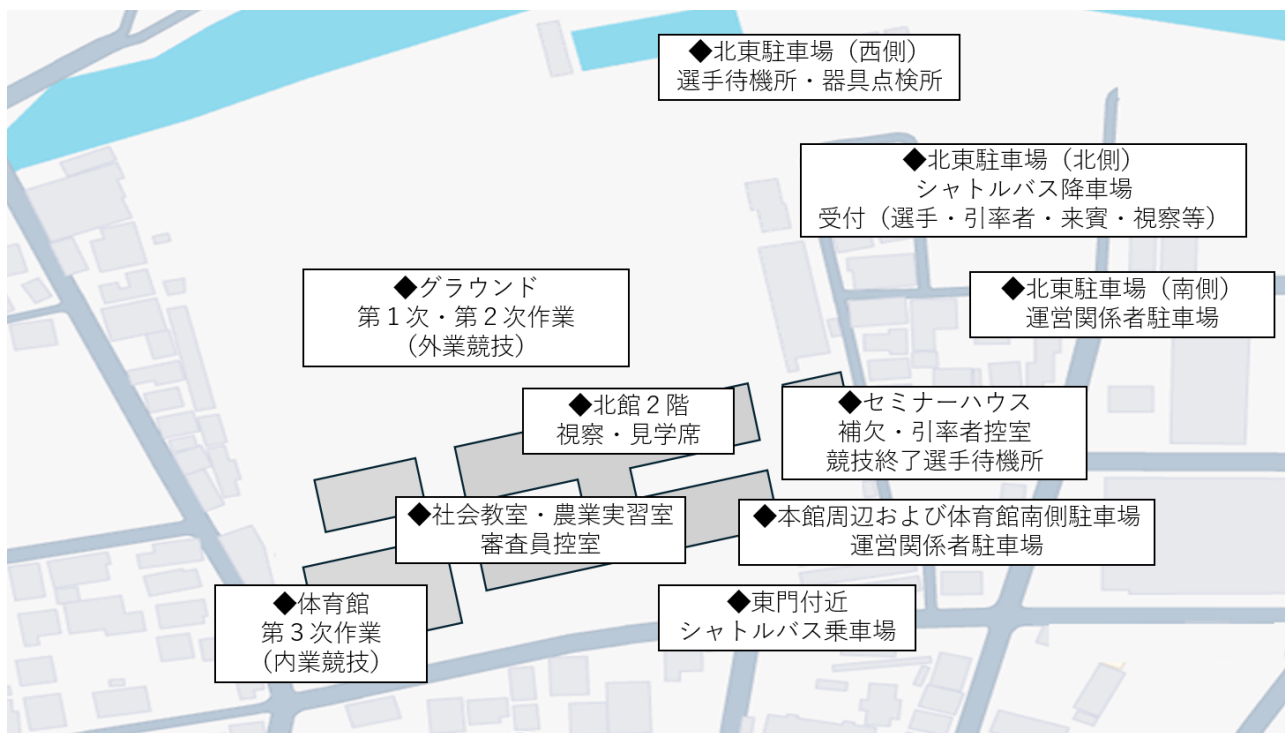 ◆北東駐車場（西側）
選手待機所・器具点検所
◆北東駐車場（北側）
シャトルバス降車場
受付（選手・引率者・来賓・視察等）
◆グラウンド
第１次・第２次作業
（外業競技）
◆北東駐車場（南側）
運営関係者駐車場
◆北館２階
視察・見学席
◆セミナーハウス
補欠・引率者控室
競技終了選手待機所
◆社会教室・農業実習室
審査員控室
◆本館周辺および体育館南側駐車場
運営関係者駐車場
◆体育館
第３次作業
（内業競技）
◆東門付近
シャトルバス乗車場